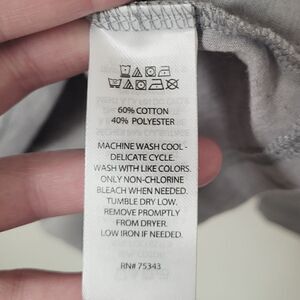 60% COTTON
40% POLYESTER
MACHINE WASH COOL -
DELICATE CYCLE.
WASH WITH LIKE COLORS.
ONLY NON-CHLORINE
BLEACH WHEN NEEDED.
TUMBLE DRY LOW.
REMOVE PROMPTLY
FROM DRYER.
LOW IRON IF NEEDED.
RN# 75343